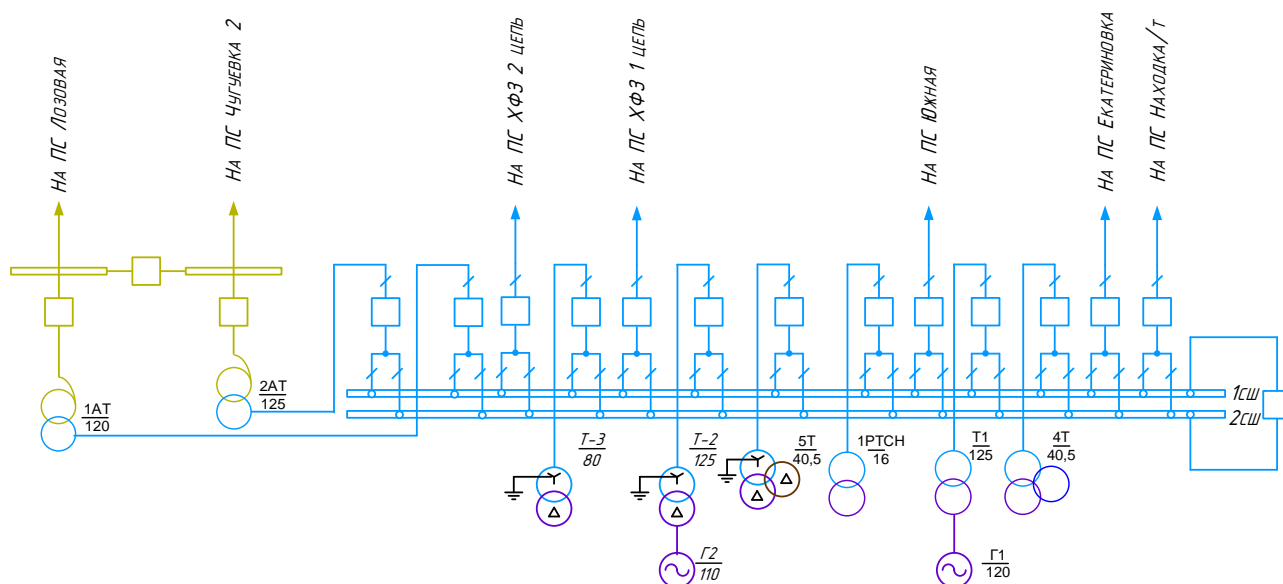 На ПС Лозовая
На ПС Чугуевка 2
На ПС ХФЗ 2 цепь
На ПС ХФЗ 1 цепь
На ПС Южная
На ПС Екатериновка
На ПС Находка/т
1АТ
120
2АТ
125
1СШ
2СШ
Т-3
80
Т-2
125
5Т
40,5
1РТСН
16
Т1
125
4Т
40,5
Г2
110
Г1
120